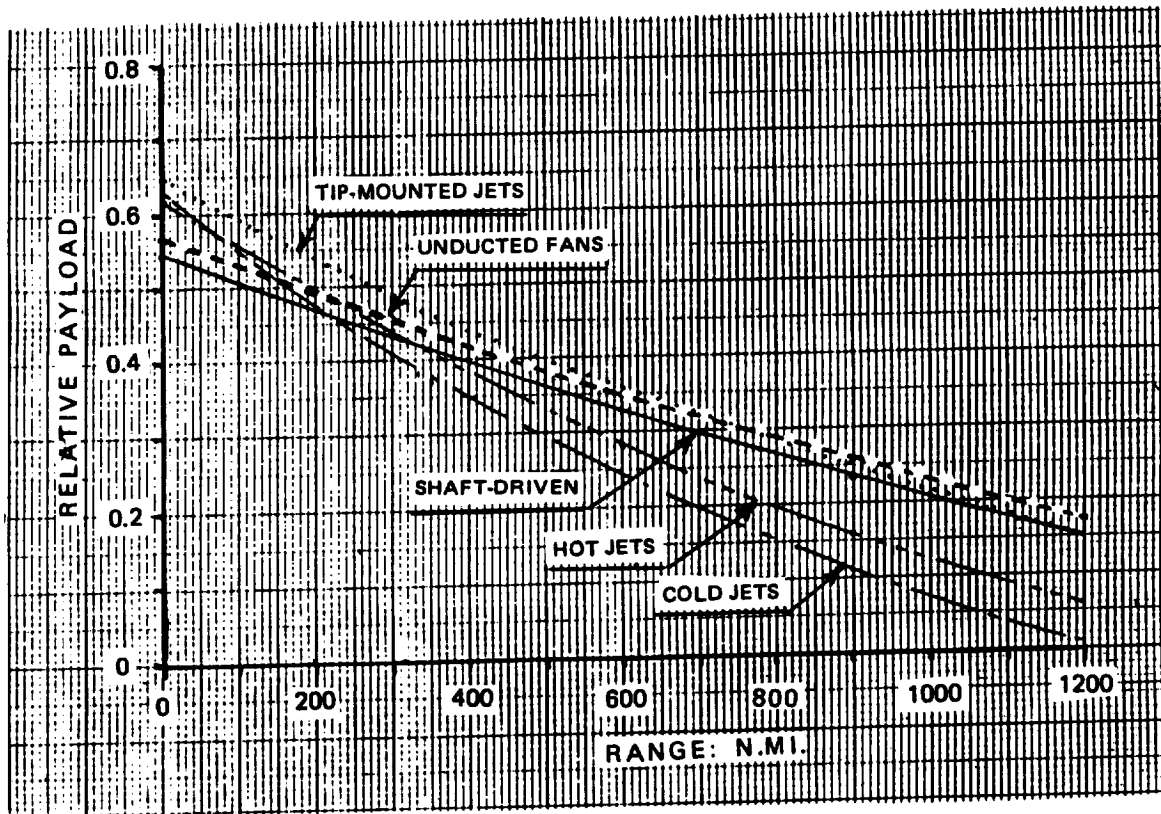 0.8
0.6
0.4
0.2
0
RELATIVE PAYLOAD
TIP-MOUNTED JETS
UNDUCTED FANS
SHAFT-DRIVEN
HOT JETS
COLD JETS
0 200 400 600 800 1000 1200
RANGE: N.MI.